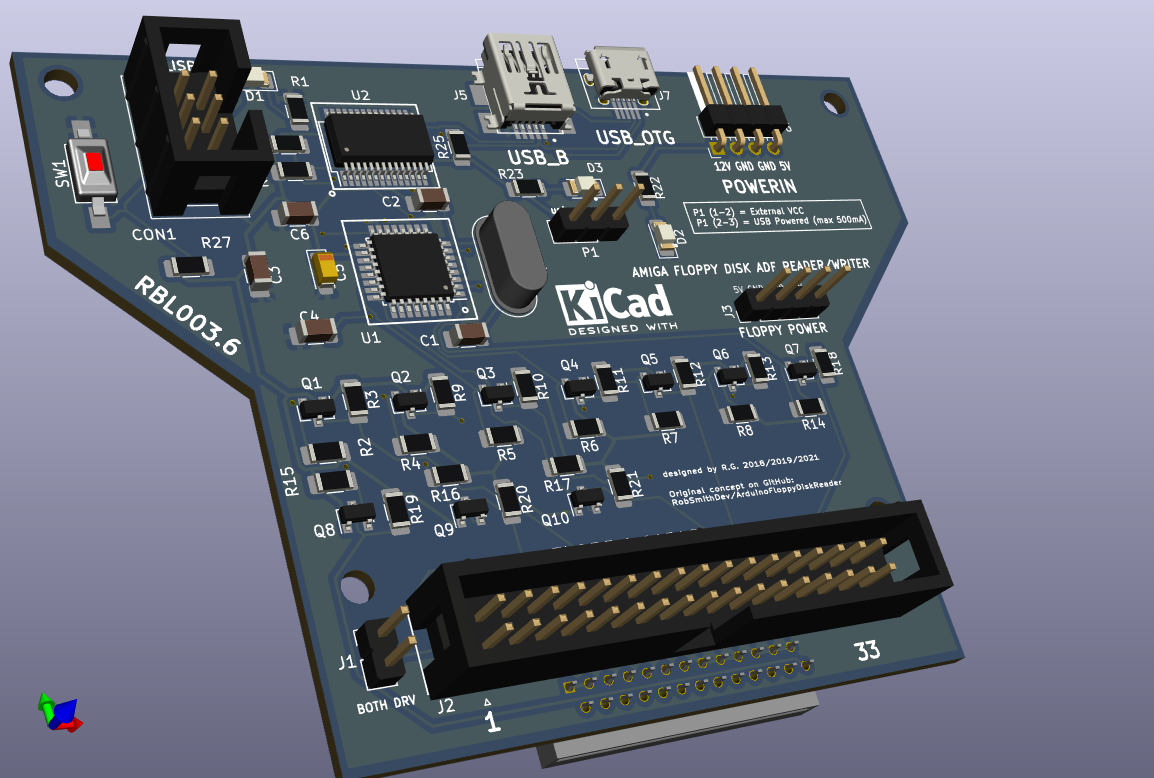 USB
D1
R1
U2
J5
J7
R25
USB_B
USB_OTG
12V GND GND 5V
POWERIN
SW1
C2
R23
D3
R22
P1 (1-2) = External VCC
P1 (2-3) = USB Powered (max 500mA)
CON1
C6
R27
C3
P1
D2
AMIGA FLOPPY DISK ADF READER/WRITER
5V GND
J3
FLOPPY POWER
RBL003.6
C4
U1
C1
KiCad
DESIGNED WITH
Q1
R3
Q2
R9
Q3
R10
Q4
R11
Q5
R12
Q6
R13
Q7
R18
R2
R4
R5
R6
R7
R8
R14
R15
R16
R17
R21
designed by R.G. 2018/2019/2021
Original concept on GitHub:
RobSmithDev/ArduinoFloppyDiskReader
Q8
R19
Q9
R20
Q10
J1
BOTH DRV
J2
1
33